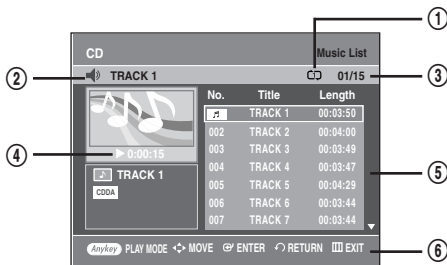 ①
CD Music List
② TRACK 1 01/15 ③
No. Title Length
TRACK 1 00:03:50
002 TRACK 2 00:04:00
003 TRACK 3 00:03:49
④ 0:00:15
004 TRACK 4 00:03:47
TRACK 1
⑤
CDDA
005 TRACK 5 00:04:29
006 TRACK 6 00:03:44
007 TRACK 7 00:03:44
Anykey PLAY MODE MOVE ENTER RETURN EXIT ⑥